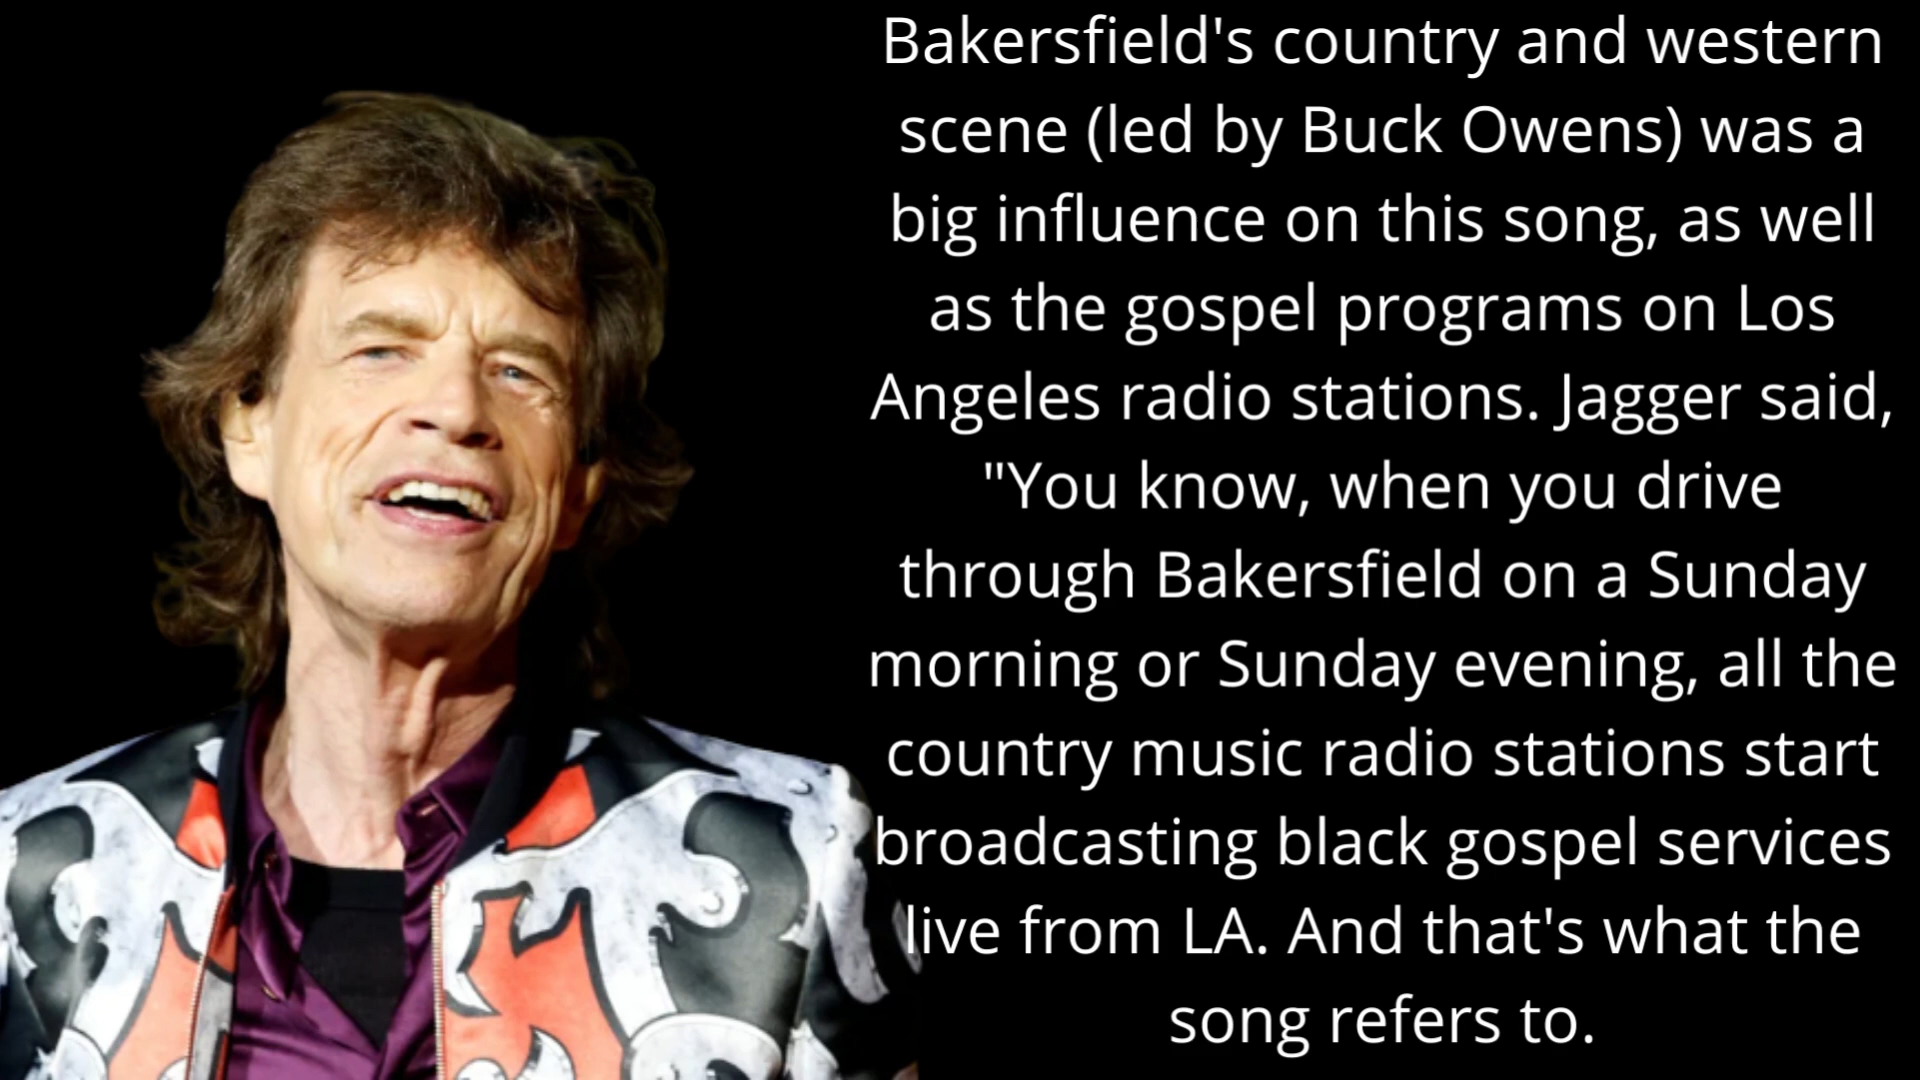 Bakersfield's country and western
scene (led by Buck Owens) was a
big influence on this song, as well
as the gospel programs on Los
Angeles radio stations. Jagger said,
"You know, when you drive
through Bakersfield on a Sunday
morning or Sunday evening, all the
country music radio stations start
broadcasting black gospel services
live from LA. And that's what the
song refers to.